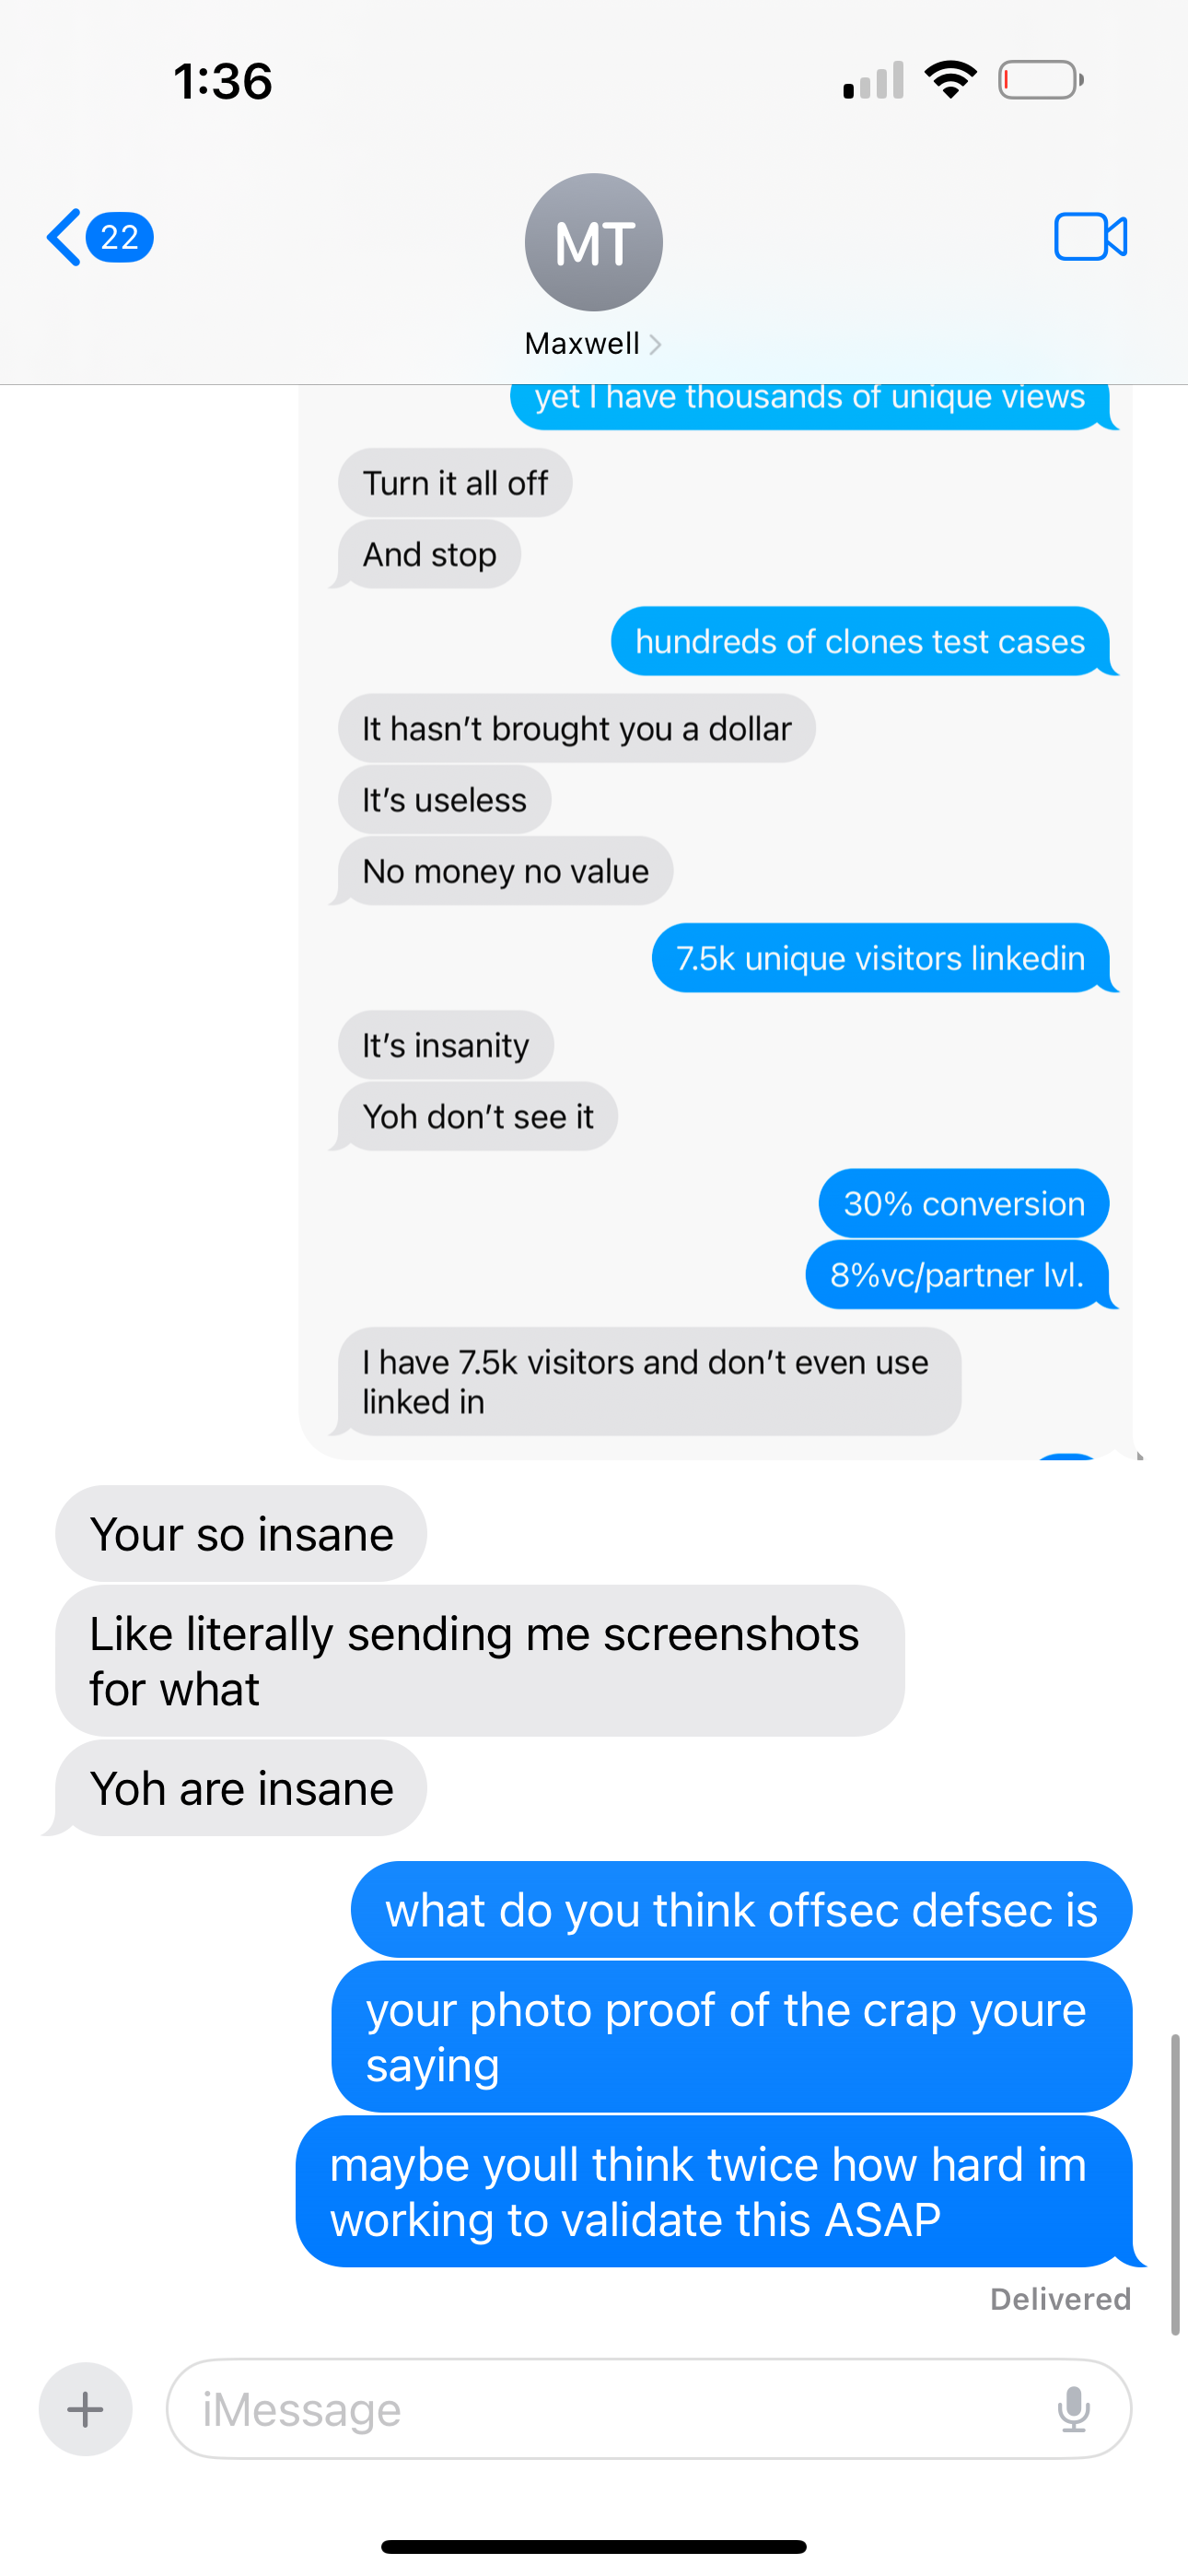 1:36
22
MT
Maxwell
yet I have thousands of unique views
Turn it all off
And stop
hundreds of clones test cases
It hasn’t brought you a dollar
It’s useless
No money no value
7.5k unique visitors linkedin
It’s insanity
Yoh don’t see it
30% conversion
8%vc/partner lvl.
I have 7.5k visitors and don’t even use
linked in
Your so insane
Like literally sending me screenshots
for what
Yoh are insane
what do you think offsec defsec is
your photo proof of the crap youre
saying
maybe youll think twice how hard im
working to validate this ASAP
Delivered
iMessage